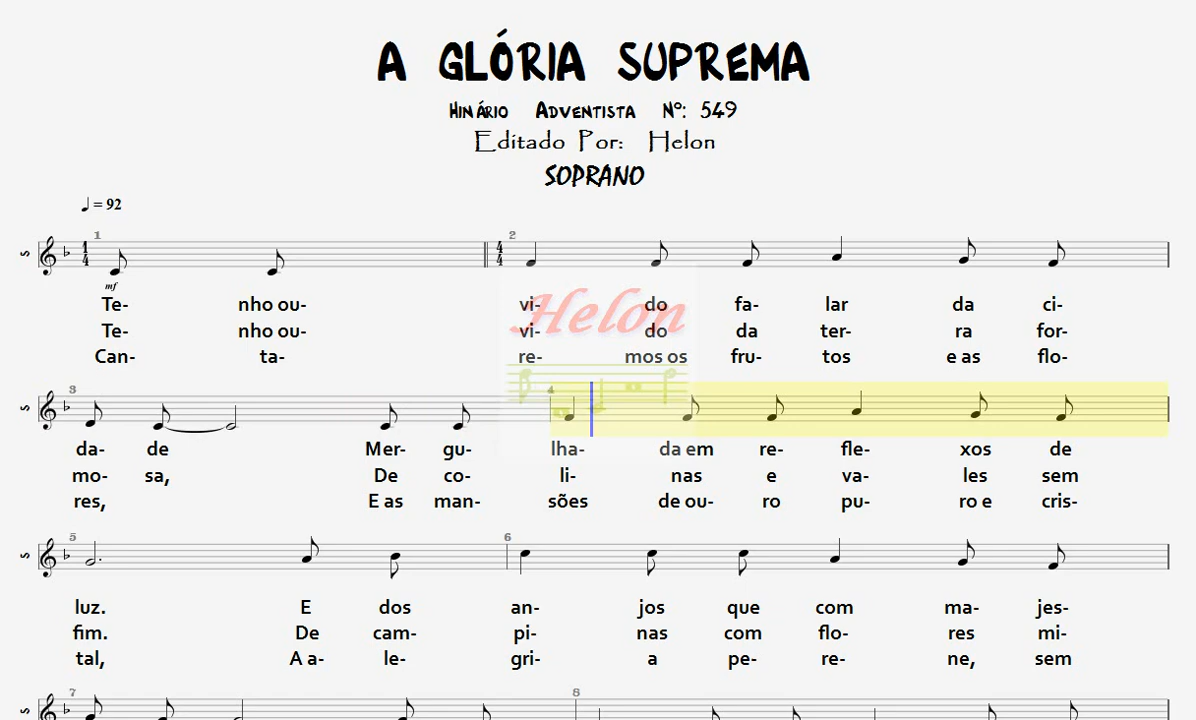 A GLÓRIA SUPREMA
Hinário Adventista Nº: 549
Editado Por: Helon
SOPRANO
= 92
1 2
S
1 4 4 4
mf
Te- nho ou- vi- do fa- lar da ci-
Te- nho ou- vi- do da ter- ra for-
Can- ta- re- mos os fru- tos e as flo-
Helon
3 4
S
da- de Mer- gu- lha- da em re- fle- xos de
mo- sa, De co- li- nas e va- les sem
res, E as man- sões de ou- ro pu- ro e cris-
5 6
S
luz. E dos an- jos que com ma- jes-
fim. De cam- pi- nas com flo- res mi-
tal, A a- le- gri- a pe- re- ne, sem
7 8
S